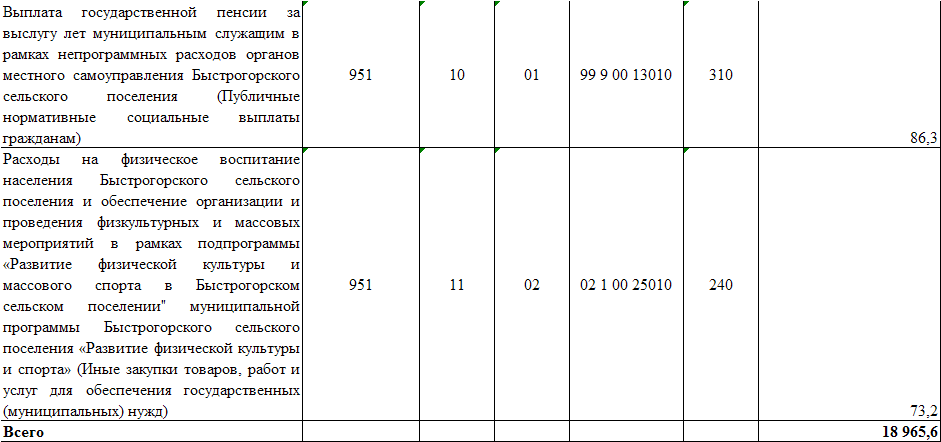 Выплата государственной пенсии за
выслугу лет муниципальным служащим в
рамках непрограммных расходов органов
местного самоуправления Быстрогорского
сельского поселения (Публичные
нормативные социальные выплаты
гражданам)
951 10 01 99 9 00 13010 310 86,3
Расходы на физическое воспитание
населения Быстрогорского сельского
поселения и обеспечение организации и
проведения физкультурных и массовых
мероприятий в рамках подпрограммы
«Развитие физической культуры и
массового спорта в Быстрогорском
сельском поселении" муниципальной
программы Быстрогорского сельского
поселения «Развитие физической культуры
и спорта» (Иные закупки товаров, работ и
услуг для обеспечения государственных
(муниципальных) нужд)
951 11 02 02 1 00 25010 240 73,2
Всего 18 965,6